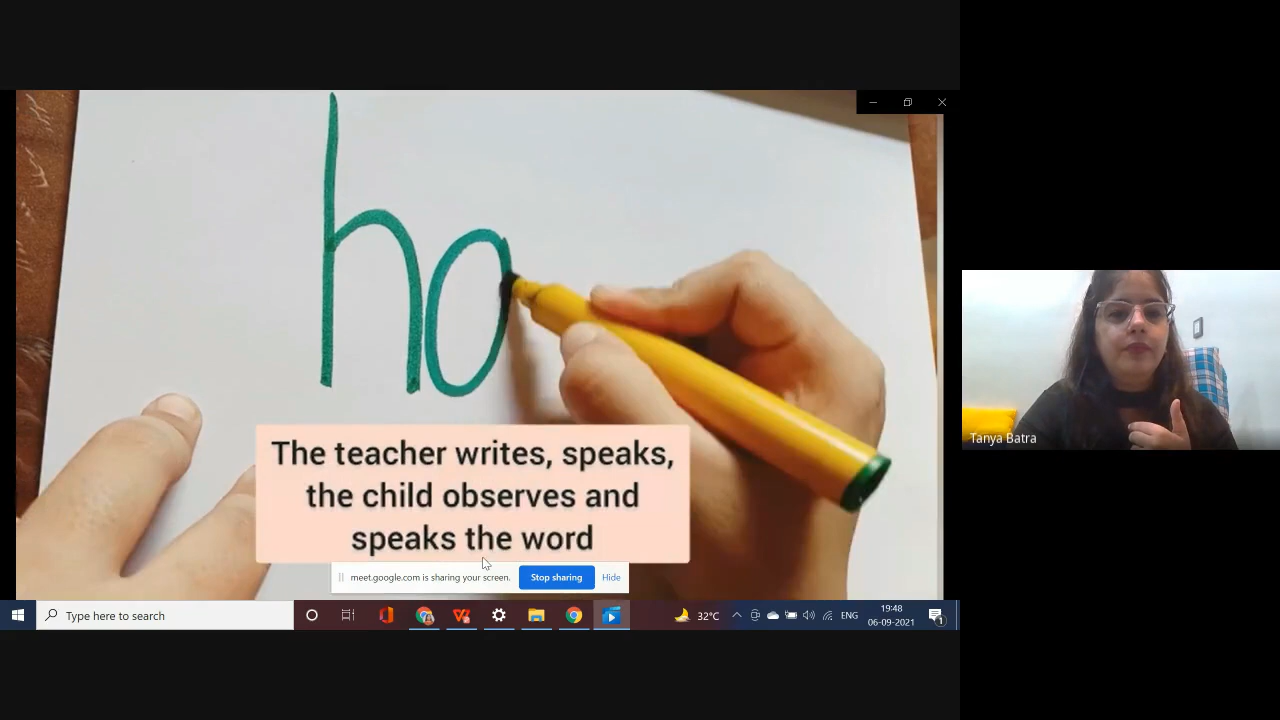 ho
The teacher writes, speaks,
the child observes and
speaks the word
meet.google.com is sharing your screen. Stop sharing Hide
Type here to search
32°C
ENG
19:48
06-09-2021
1
Tanya Batra